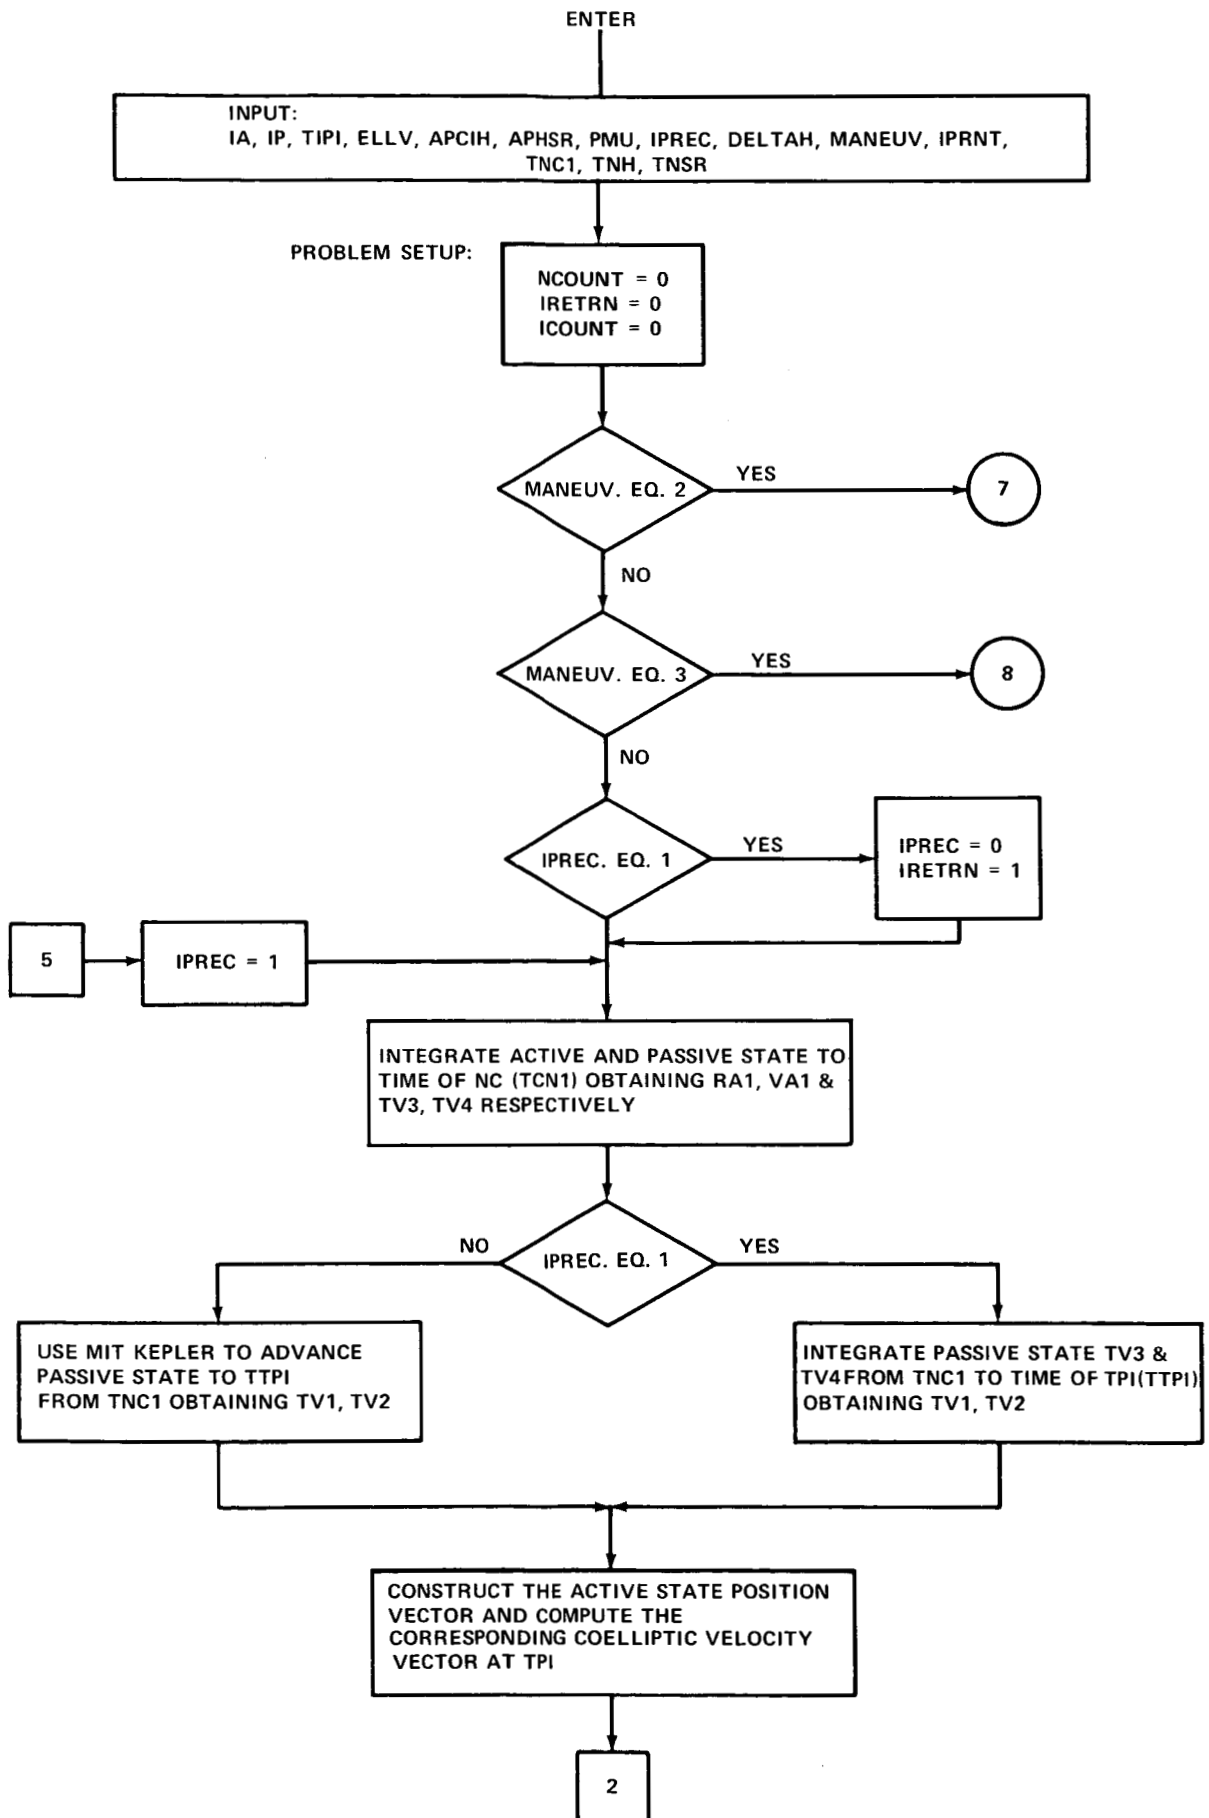 ENTER
INPUT:
IA, IP, TIPI, ELLV, APCIH, APHSR, PMU, IPREC, DELTAH, MANEUV, IPRNT,
TNC1, TNH, TNSR
PROBLEM SETUP:
NCOUNT = 0
IRETRN = 0
ICOUNT = 0
MANEUV. EQ. 2
YES
7
NO
MANEUV. EQ. 3
YES
8
NO
IPREC. EQ. 1
YES
IPREC = 0
IRETRN = 1
5
IPREC = 1
INTEGRATE ACTIVE AND PASSIVE STATE TO
TIME OF NC (TCN1) OBTAINING RA1, VA1 &
TV3, TV4 RESPECTIVELY
NO
IPREC. EQ. 1
YES
USE MIT KEPLER TO ADVANCE
PASSIVE STATE TO TTPI
FROM TNC1 OBTAINING TV1, TV2
INTEGRATE PASSIVE STATE TV3 &
TV4 FROM TNC1 TO TIME OF TPI(TTPI)
OBTAINING TV1, TV2
CONSTRUCT THE ACTIVE STATE POSITION
VECTOR AND COMPUTE THE
CORRESPONDING COELLIPTIC VELOCITY
VECTOR AT TPI
2